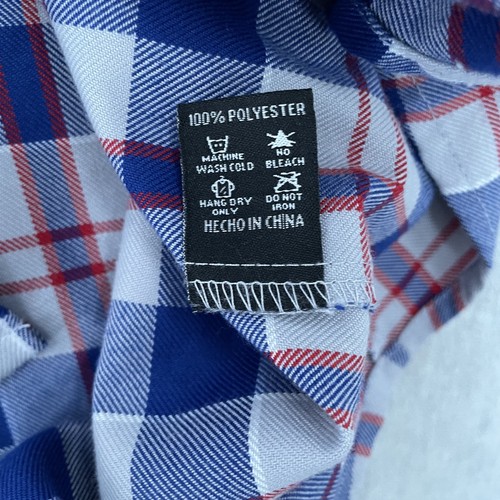 100% POLYESTER
MACHINE WASH COLD
NO BLEACH
HANG DRY ONLY
DO NOT IRON
HECHO IN CHINA